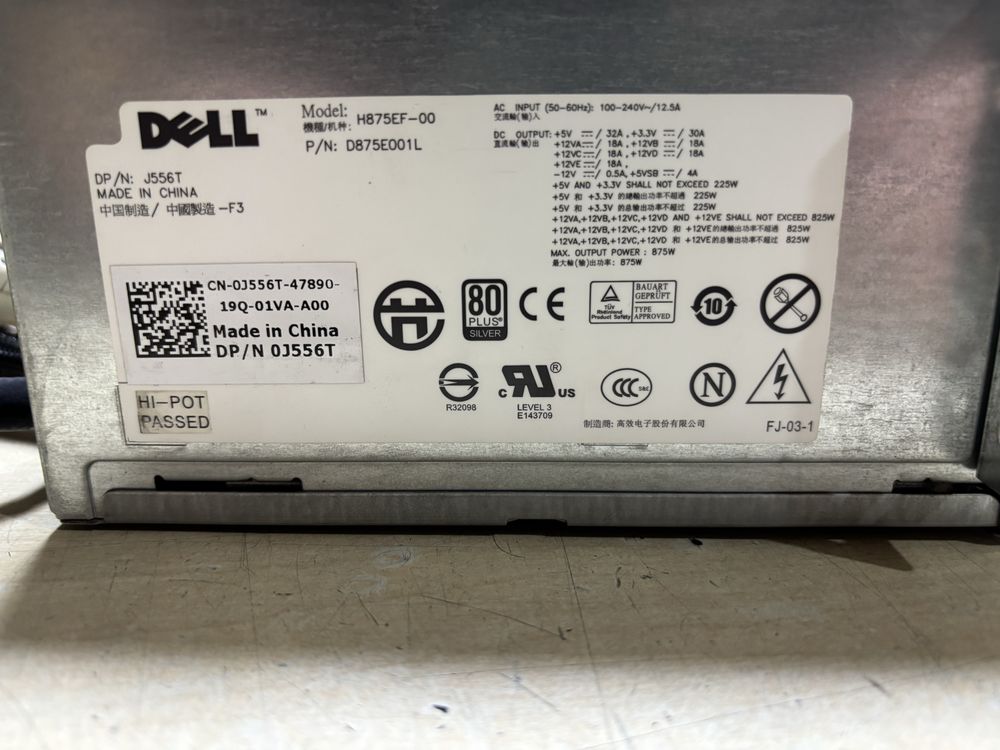 DELL™
Model: H875EF-00
機種/机种:
P/N: D875E001L
DP/N: J556T
MADE IN CHINA
中国制造/ 中國製造 -F3
AC INPUT (50-60Hz): 100-240V~/12.5A
交流輸(输)入
DC OUTPUT: +5V ⎓/ 32A ,+3.3V ⎓/ 30A
直流輸(输)出 +12VA⎓/ 18A ,+12VB ⎓/ 18A
+12VC⎓/ 18A ,+12VD ⎓/ 18A
+12VE ⎓/ 18A ,
-12V ⎓/ 0.5A, +5VSB ⎓/ 4A
+5V AND +3.3V SHALL NOT EXCEED 225W
+5V 和 +3.3V 的總輸出功率不超過 225W
+5V 和 +3.3V 的总输出功率不超过 225W
+12VA,+12VB,+12VC,+12VD AND +12VE SHALL NOT EXCEED 825W
+12VA,+12VB,+12VC,+12VD 和 +12VE的總輸出功率不超過 825W
+12VA,+12VB,+12VC,+12VD 和 +12VE的总输出功率不超过 825W
MAX. OUTPUT POWER : 875W
最大輸(输)出功率: 875W
CN-0J556T-47890-
19Q-01VA-A00
Made in China
DP/N 0J556T
HI-POT
PASSED
80
PLUS®
SILVER
CE
TÜV
Rheinland
Product Safety
BAUART
GEPRÜFT
TYPE
APPROVED
10
R32098
c RU® US
LEVEL 3
E143709
CCC S&E
N
制造商: 高效电子股份有限公司
FJ-03-1